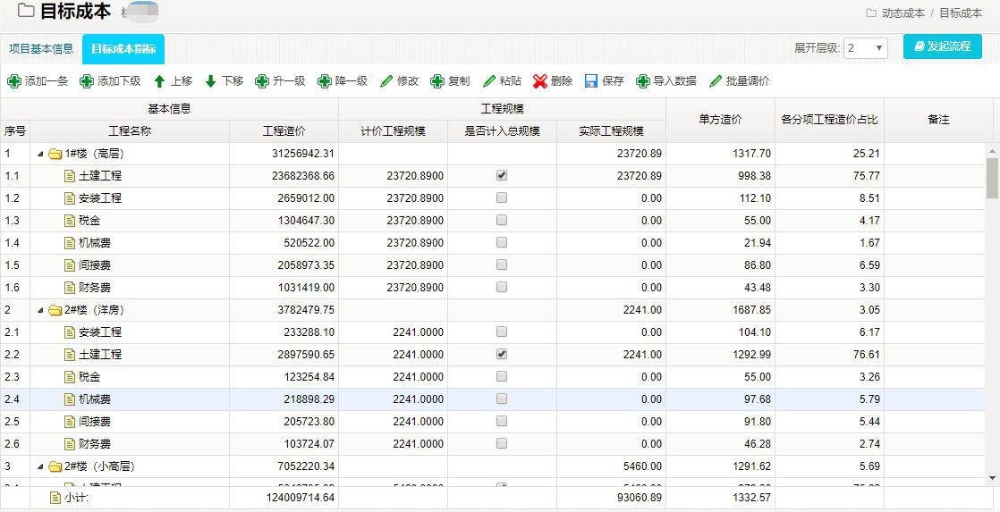 目标成本
动态成本 / 目标成本
项目基本信息 目标成本指标 展开层级: 2 发起流程
添加一条 添加下级 上移 下移 升一级 降一级 修改 复制 粘贴 删除 保存 导入数据 批量调价
基本信息 工程规模 单方造价 各分项工程造价占比 备注
序号 工程名称 工程造价 计价工程规模 是否计入总规模 实际工程规模
1 1#楼（高层） 31256942.31 23720.89 1317.70 25.21
1.1 土建工程 23682368.66 23720.8900 23720.89 998.38 75.77
1.2 安装工程 2659012.00 23720.8900 0.00 112.10 8.51
1.3 税金 1304647.30 23720.8900 0.00 55.00 4.17
1.4 机械费 520522.00 23720.8900 0.00 21.94 1.67
1.5 间接费 2058973.35 23720.8900 0.00 86.80 6.59
1.6 财务费 1031419.00 23720.8900 0.00 43.48 3.30
2 2#楼（洋房） 3782479.75 2241.00 1687.85 3.05
2.1 安装工程 233288.10 2241.0000 0.00 104.10 6.17
2.2 土建工程 2897590.65 2241.0000 2241.00 1292.99 76.61
2.3 税金 123254.84 2241.0000 0.00 55.00 3.26
2.4 机械费 218898.29 2241.0000 0.00 97.68 5.79
2.5 间接费 205723.80 2241.0000 0.00 91.80 5.44
2.6 财务费 103724.07 2241.0000 0.00 46.28 2.74
3 2#楼（小高层） 7052220.34 5460.00 1291.62 5.69
小计: 124009714.64 93060.89 1332.57